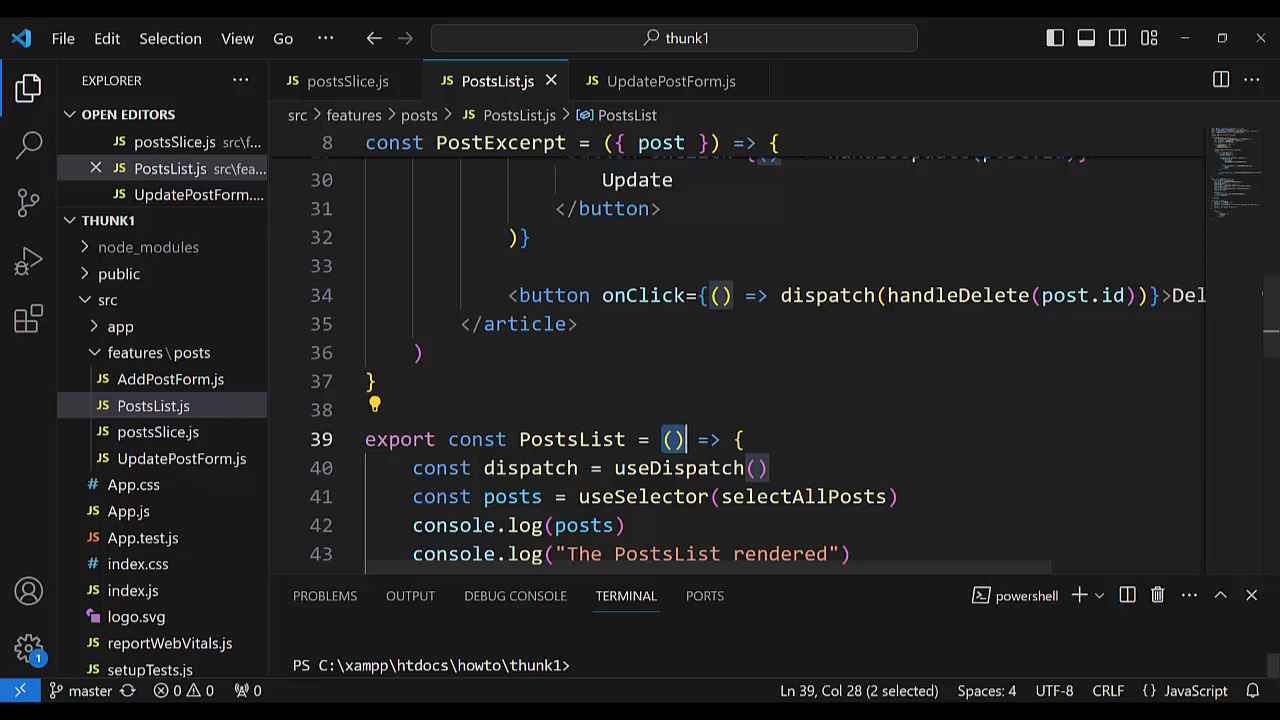 File Edit Selection View Go ··· thunk1
EXPLORER ···
OPEN EDITORS
JS postsSlice.js src\f...
JS PostsList.js src\fea...
JS UpdatePostForm....
THUNK1
node_modules
public
src
app
features\posts
JS AddPostForm.js
JS PostsList.js
JS postsSlice.js
JS UpdatePostForm.js
# App.css
JS App.js
JS App.test.js
# index.css
JS index.js
logo.svg
JS reportWebVitals.js
JS setupTests.js
JS postsSlice.js JS PostsList.js JS UpdatePostForm.js ···
src > features > posts > JS PostsList.js > PostsList
8 const PostExcerpt = ({ post }) => {
30 Update
31 </button>
32 )}
33
34 <button onClick={() => dispatch(handleDelete(post.id))}>Del
35 </article>
36 )
37 }
38
39 export const PostsList = () => {
40 const dispatch = useDispatch()
41 const posts = useSelector(selectAllPosts)
42 console.log(posts)
43 console.log("The PostsList rendered")
PROBLEMS OUTPUT DEBUG CONSOLE TERMINAL PORTS powershell ···
PS C:\xampp\htdocs\howto\thunk1>
1
master 0 0 0 Ln 39, Col 28 (2 selected) Spaces: 4 UTF-8 CRLF {} JavaScript